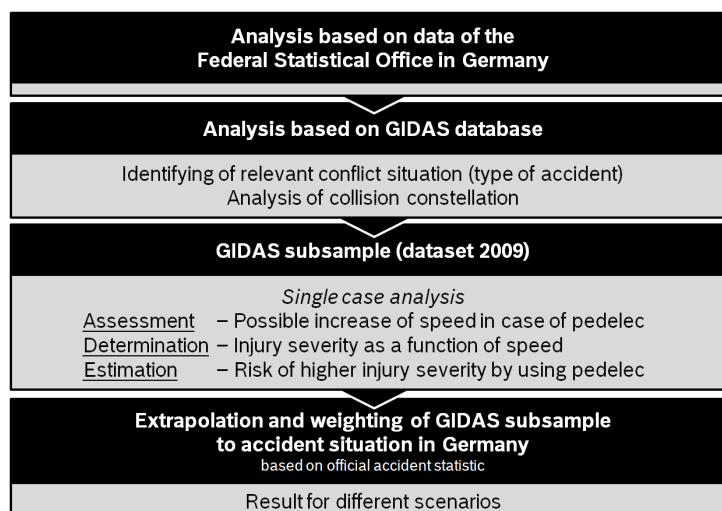 Analysis based on data of the
Federal Statistical Office in Germany
Analysis based on GIDAS database
Identifying of relevant conflict situation (type of accident)
Analysis of collision constellation
GIDAS subsample (dataset 2009)
Single case analysis
Assessment – Possible increase of speed in case of pedelec
Determination – Injury severity as a function of speed
Estimation – Risk of higher injury severity by using pedelec
Extrapolation and weighting of GIDAS subsample
to accident situation in Germany
based on official accident statistic
Result for different scenarios